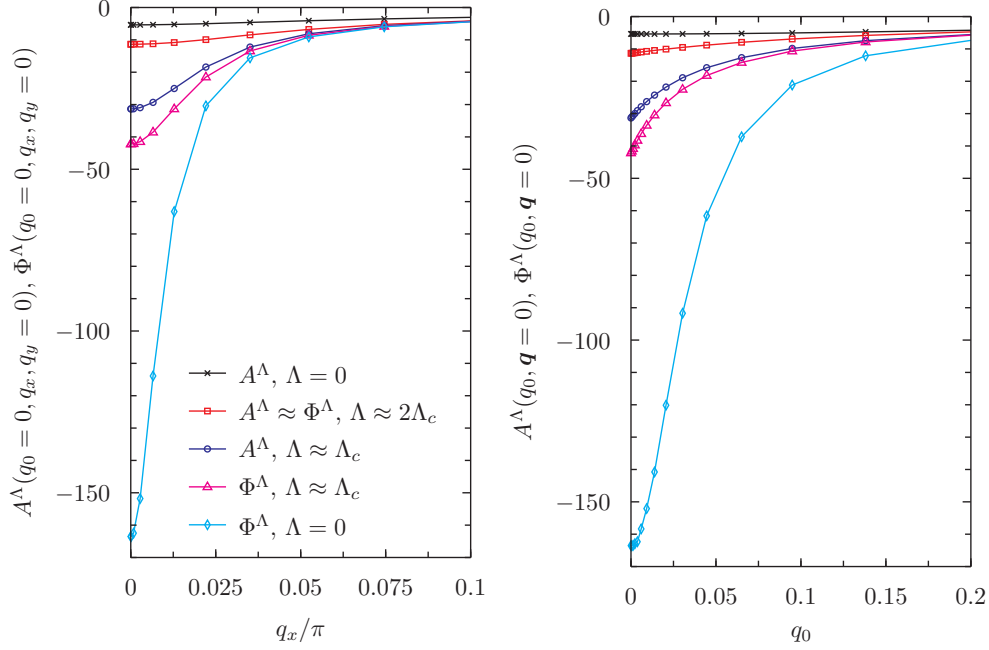 A^Λ(q_0 = 0, q_x, q_y = 0), Φ^Λ(q_0 = 0, q_x, q_y = 0)
0
−50
−100
−150
A^Λ, Λ = 0
A^Λ ≈ Φ^Λ, Λ ≈ 2Λ_c
A^Λ, Λ ≈ Λ_c
Φ^Λ, Λ ≈ Λ_c
Φ^Λ, Λ = 0
0 0.025 0.05 0.075 0.1
q_x/π
A^Λ(q_0, q = 0), Φ^Λ(q_0, q = 0)
0
−50
−100
−150
0 0.05 0.1 0.15 0.2
q_0